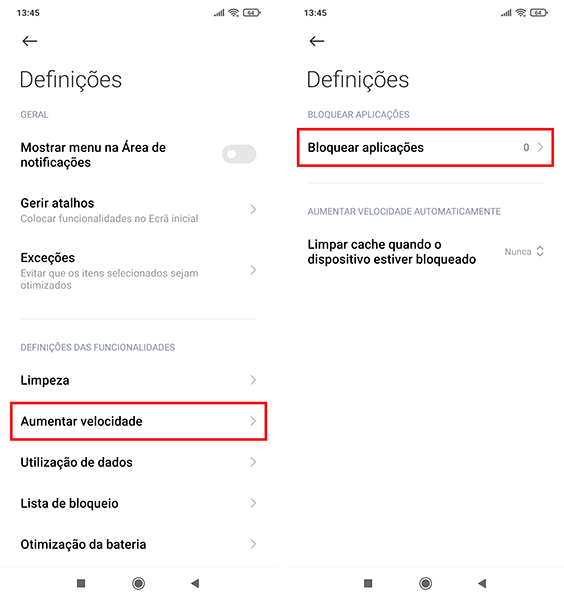 13:45
64
Definições
GERAL
Mostrar menu na Área de
notificações
Gerir atalhos
Colocar funcionalidades no Ecrã inicial
Exceções
Evitar que os itens selecionados sejam
otimizados
DEFINIÇÕES DAS FUNCIONALIDADES
Limpeza
Aumentar velocidade
Utilização de dados
Lista de bloqueio
Otimização da bateria
13:45
64
Definições
BLOQUEAR APLICAÇÕES
Bloquear aplicações
0
AUMENTAR VELOCIDADE AUTOMATICAMENTE
Limpar cache quando o
dispositivo estiver bloqueado
Nunca